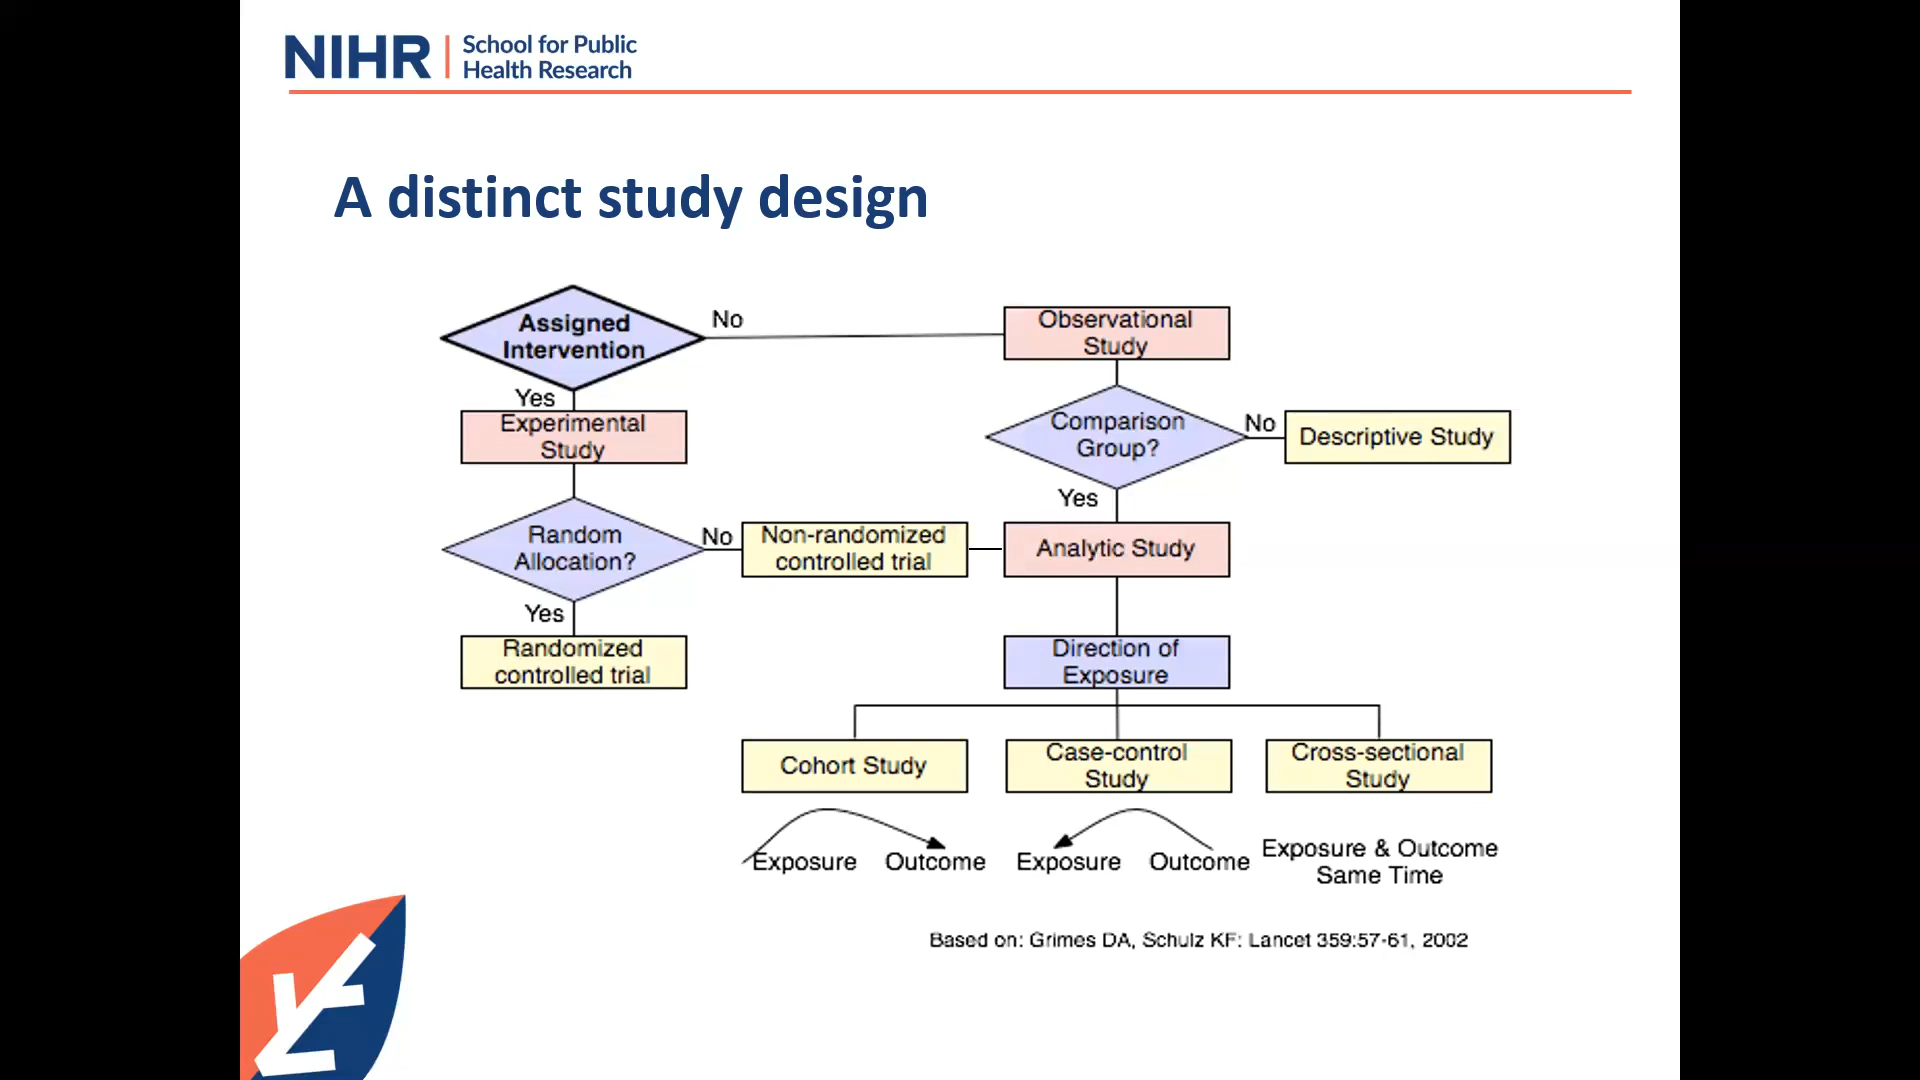 NIHR School for Public
Health Research
A distinct study design
Assigned
Intervention
No
Observational
Study
Yes
Experimental
Study
Comparison
Group?
No
Descriptive Study
Yes
Random
Allocation?
No
Non-randomized
controlled trial
Analytic Study
Yes
Randomized
controlled trial
Direction of
Exposure
Cohort Study
Case-control
Study
Cross-sectional
Study
Exposure Outcome
Exposure Outcome
Exposure & Outcome
Same Time
Based on: Grimes DA, Schulz KF: Lancet 359:57-61, 2002